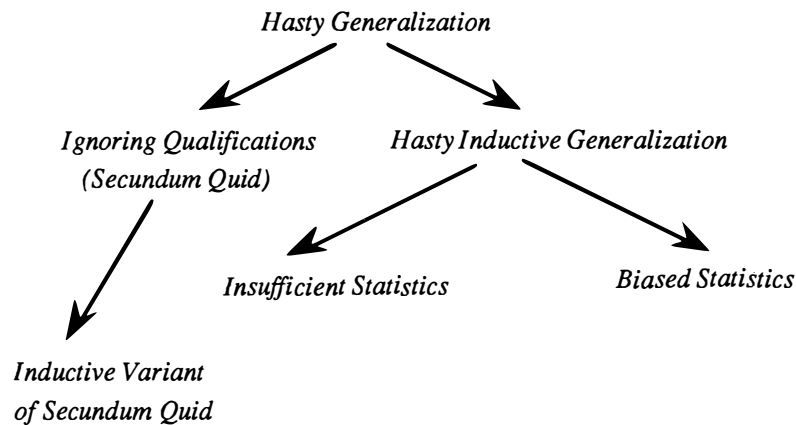 Hasty Generalization
Ignoring Qualifications
(Secundum Quid)
Hasty Inductive Generalization
Insufficient Statistics
Biased Statistics
Inductive Variant
of Secundum Quid